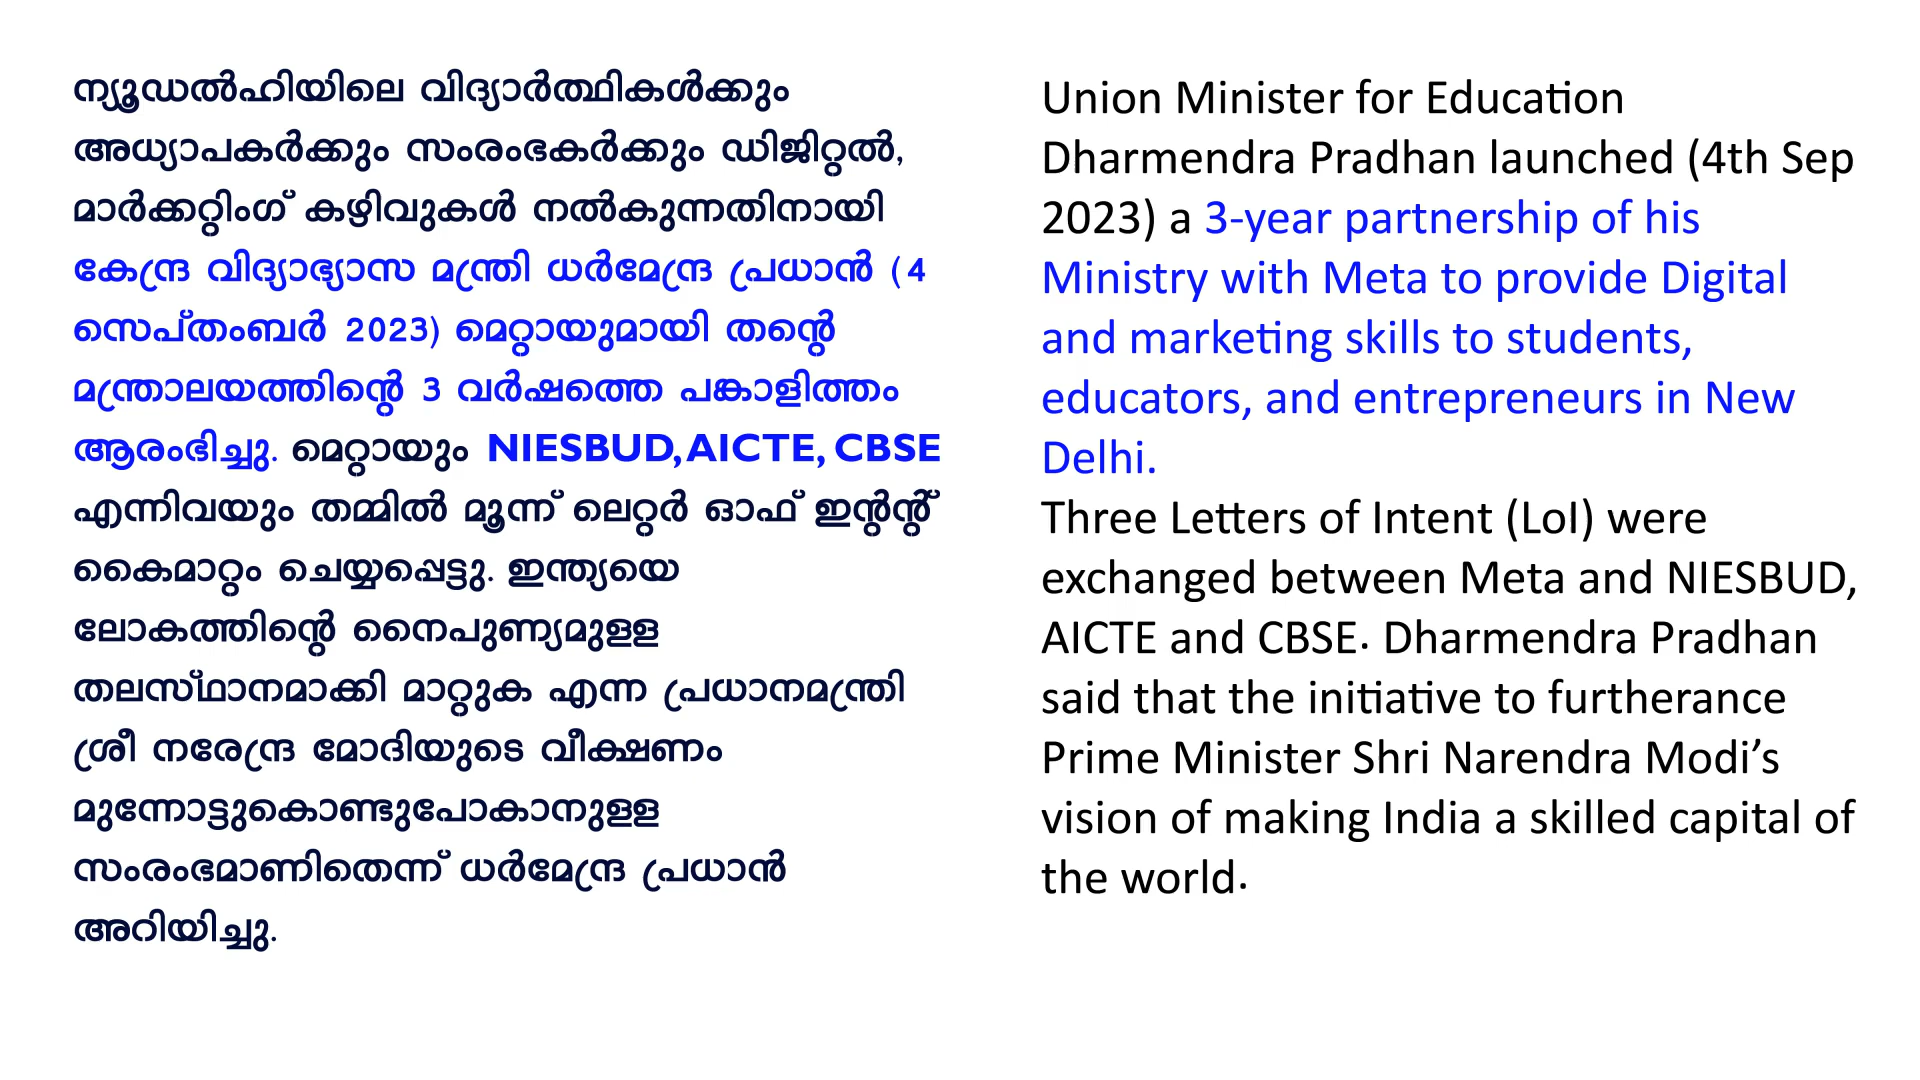 ന്യൂഡൽഹിയിലെ വിദ്യാർത്ഥികൾക്കും
അധ്യാപകർക്കും സംരംഭകർക്കും ഡിജിറ്റൽ,
മാർക്കറ്റിംഗ് കഴിവുകൾ നൽകുന്നതിനായി
കേന്ദ്ര വിദ്യാഭ്യാസ മന്ത്രി ധർമേന്ദ്ര പ്രധാൻ (4
സെപ്തംബർ 2023) മെറ്റായുമായി തന്റെ
മന്ത്രാലയത്തിന്റെ 3 വർഷത്തെ പങ്കാളിത്തം
ആരംഭിച്ചു. മെറ്റായും NIESBUD, AICTE, CBSE
എന്നിവയും തമ്മിൽ മൂന്ന് ലെറ്റർ ഓഫ് ഇന്റന്റ്
കൈമാറ്റം ചെയ്യപ്പെട്ടു. ഇന്ത്യയെ
ലോകത്തിന്റെ നൈപുണ്യമുള്ള
തലസ്ഥാനമാക്കി മാറ്റുക എന്ന പ്രധാനമന്ത്രി
ശ്രീ നരേന്ദ്ര മോദിയുടെ വീക്ഷണം
മുന്നോട്ടുകൊണ്ടുപോകാനുള്ള
സംരംഭമാണിതെന്ന് ധർമേന്ദ്ര പ്രധാൻ
അറിയിച്ചു.
Union Minister for Education
Dharmendra Pradhan launched (4th Sep
2023) a 3-year partnership of his
Ministry with Meta to provide Digital
and marketing skills to students,
educators, and entrepreneurs in New
Delhi.
Three Letters of Intent (LoI) were
exchanged between Meta and NIESBUD,
AICTE and CBSE. Dharmendra Pradhan
said that the initiative to furtherance
Prime Minister Shri Narendra Modi’s
vision of making India a skilled capital of
the world.